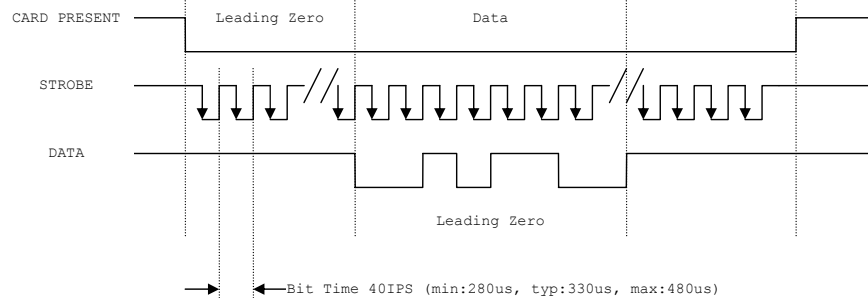 CARD PRESENT
Leading Zero
Data
STROBE
DATA
Leading Zero
Bit Time 40IPS (min:280us, typ:330us, max:480us)